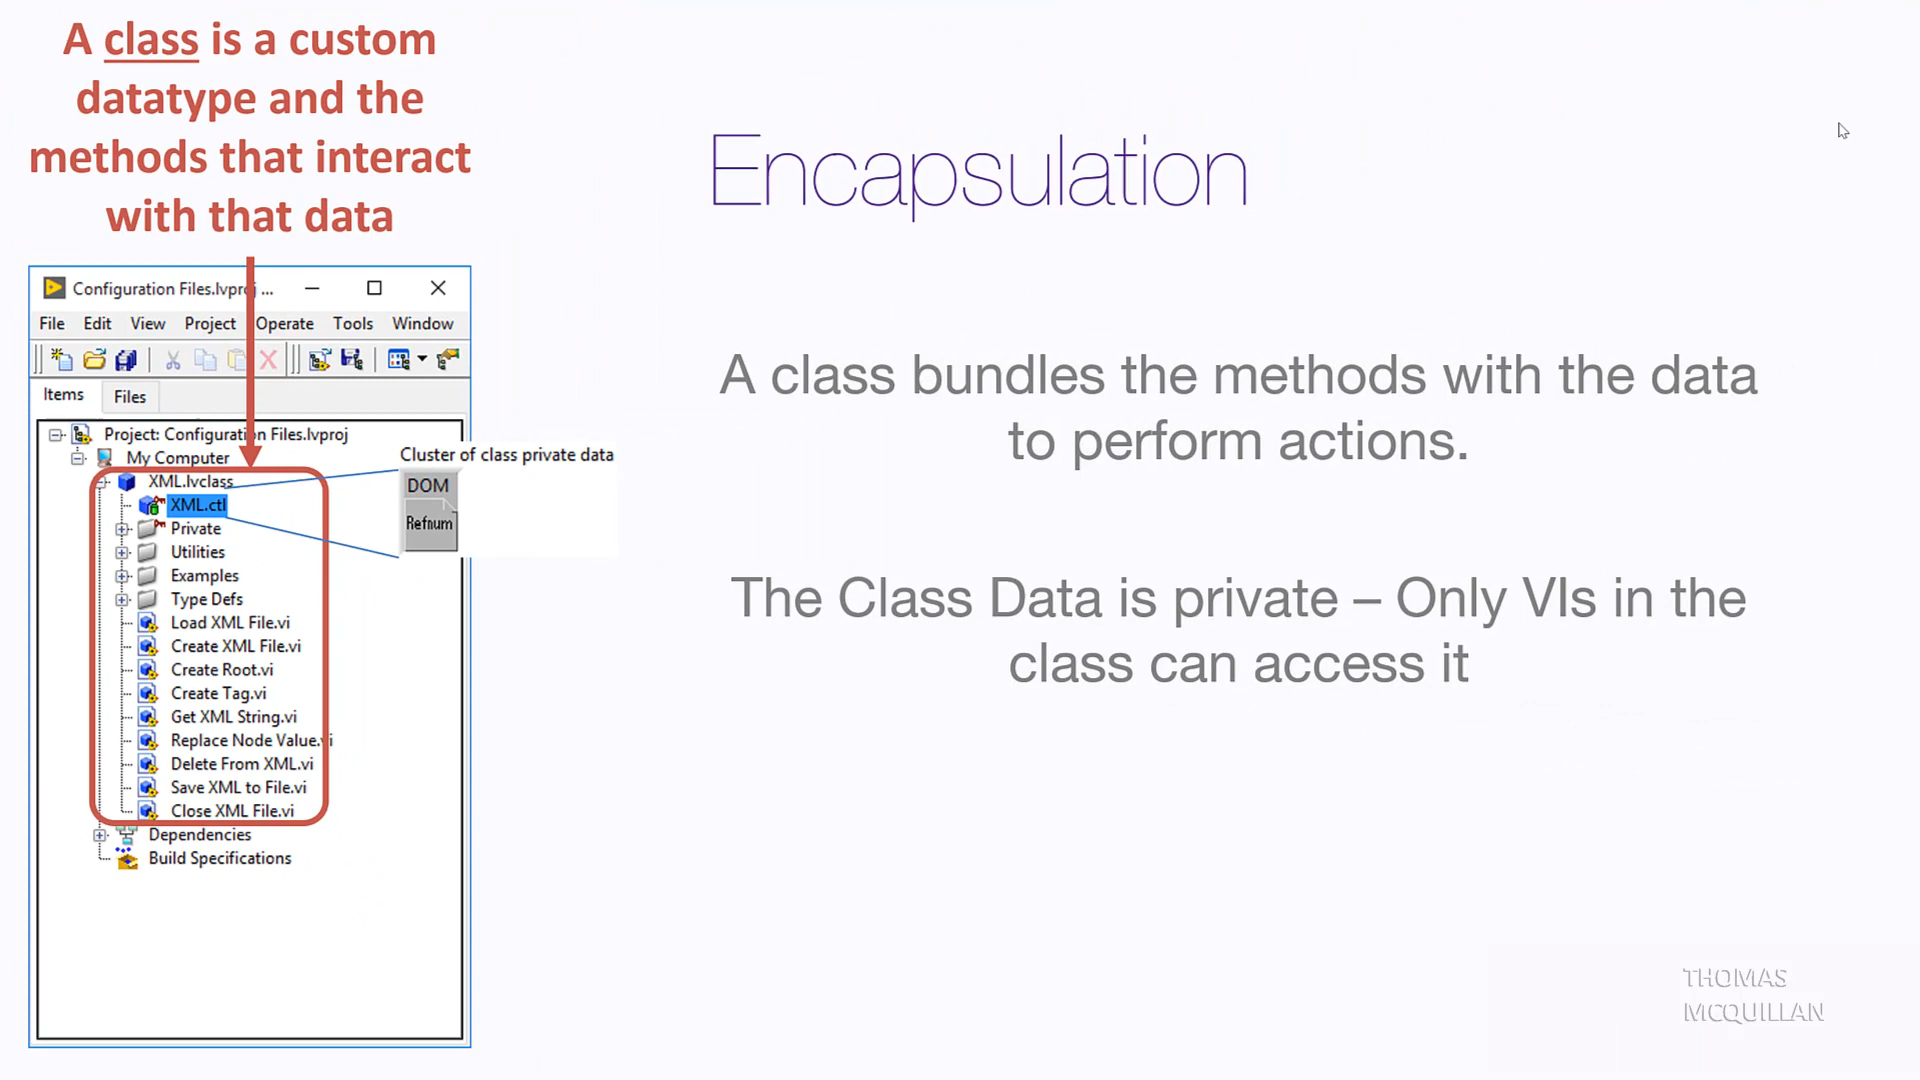 A class is a custom
datatype and the
methods that interact
with that data
Encapsulation
A class bundles the methods with the data
to perform actions.
The Class Data is private – Only VIs in the
class can access it
Configuration Files.lvproj ...
File Edit View Project Operate Tools Window
Items Files
Project: Configuration Files.lvproj
My Computer
XML.lvclass
XML.ctl
Private
Utilities
Examples
Type Defs
Load XML File.vi
Create XML File.vi
Create Root.vi
Create Tag.vi
Get XML String.vi
Replace Node Value.vi
Delete From XML.vi
Save XML to File.vi
Close XML File.vi
Dependencies
Build Specifications
Cluster of class private data
DOM
Refnum
THOMAS
MCQUILLAN